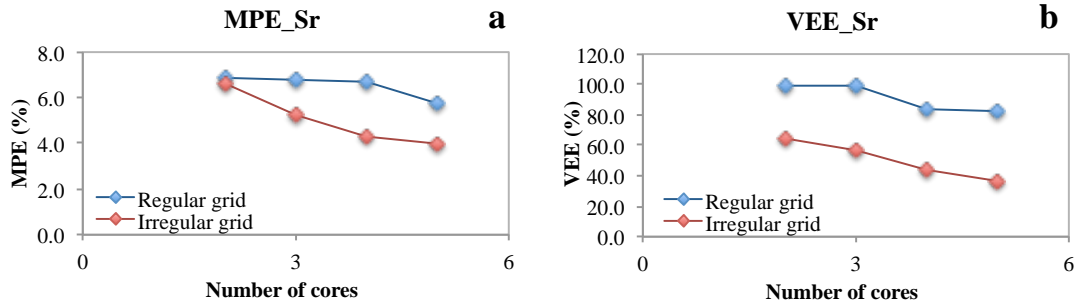 MPE_Sr
a
8.0
6.0
4.0
2.0
0.0
MPE (%)
Regular grid
Irregular grid
0
3
6
Number of cores
VEE_Sr
b
120.0
100.0
80.0
60.0
40.0
20.0
0.0
VEE (%)
Regular grid
Irregular grid
0
3
6
Number of cores